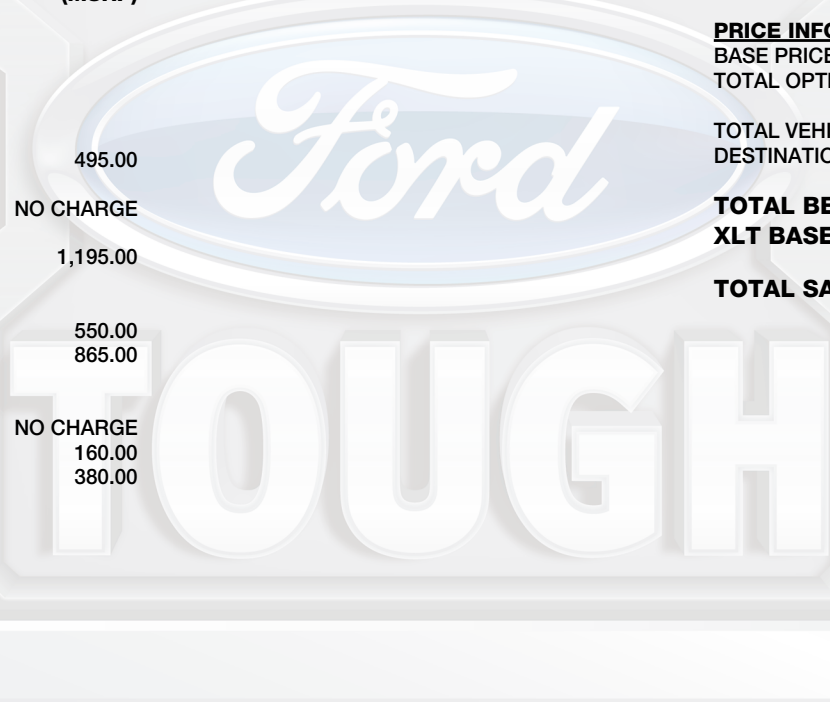 495.00
NO CHARGE
1,195.00
550.00
865.00
NO CHARGE
160.00
380.00
PRICE INFO
BASE PRICE
TOTAL OPTI
TOTAL VEHI
DESTINATIO
TOTAL BE
XLT BASE
TOTAL SA
Ford
TOUGH